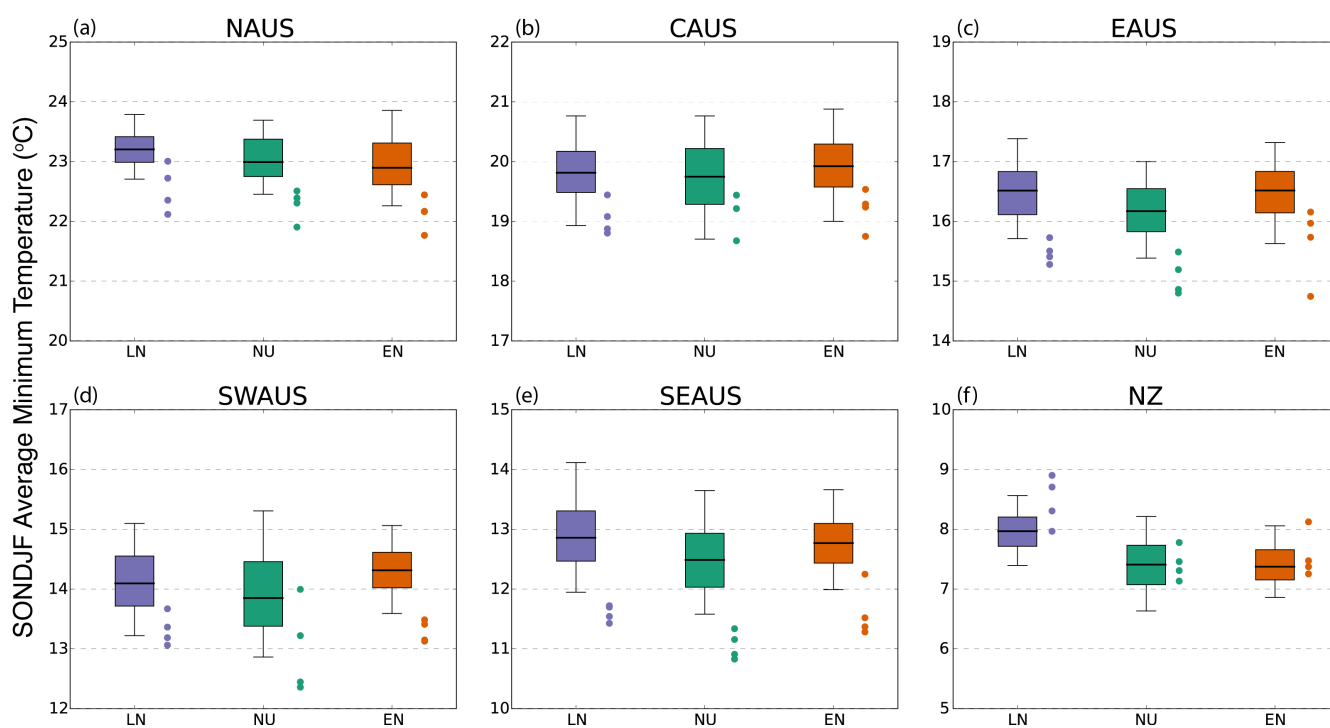 SONDJF Average Minimum Temperature (°C)
(a) NAUS
25
24
23
22
21
20
LN NU EN
(b) CAUS
22
21
20
19
18
17
LN NU EN
(c) EAUS
19
18
17
16
15
14
LN NU EN
(d) SWAUS
17
16
15
14
13
12
LN NU EN
(e) SEAUS
15
14
13
12
11
10
LN NU EN
(f) NZ
10
9
8
7
6
5
LN NU EN